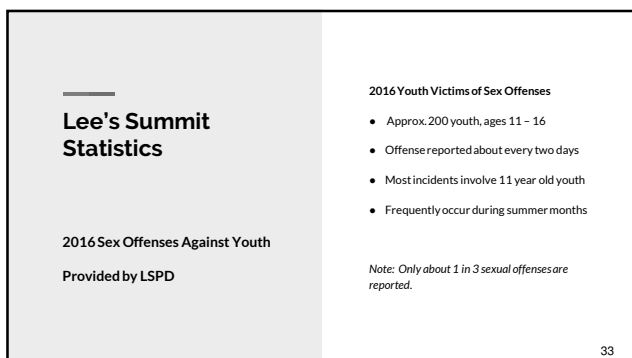 Lee's Summit
Statistics
2016 Sex Offenses Against Youth
Provided by LSPD
2016 Youth Victims of Sex Offenses
● Approx. 200 youth, ages 11 – 16
● Offense reported about every two days
● Most incidents involve 11 year old youth
● Frequently occur during summer months
Note: Only about 1 in 3 sexual offenses are
reported.
33